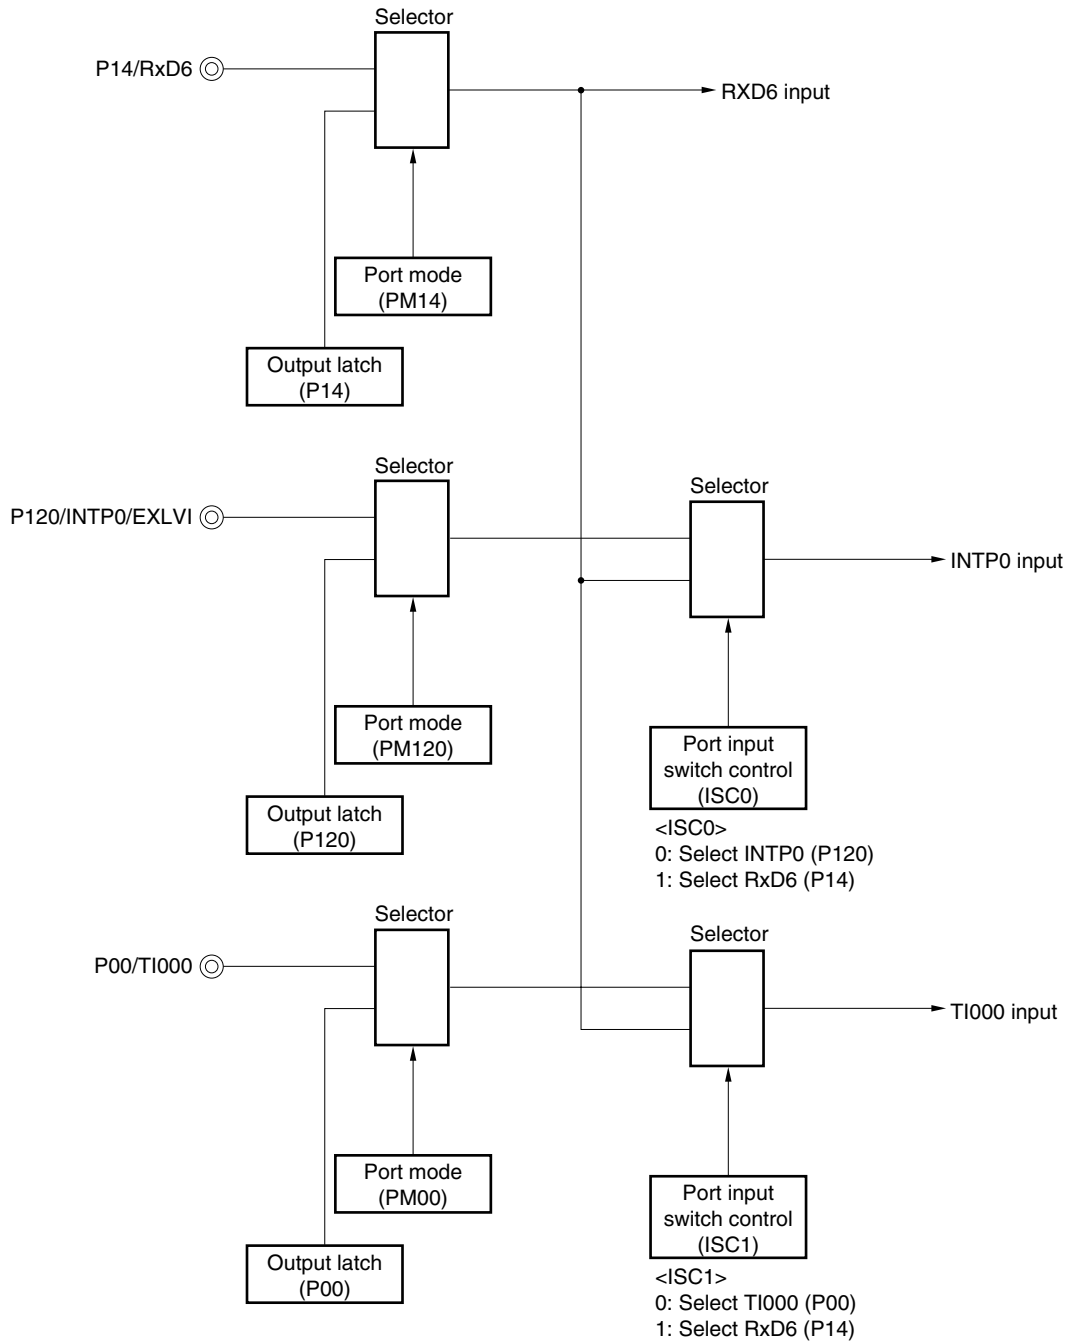 Selector
P14/RxD6
RXD6 input
Port mode
(PM14)
Output latch
(P14)
Selector
P120/INTP0/EXLVI
Selector
INTP0 input
Port mode
(PM120)
Port input
switch control
(ISC0)
Output latch
(P120)
<ISC0>
0: Select INTP0 (P120)
1: Select RxD6 (P14)
Selector
P00/TI000
Selector
TI000 input
Port mode
(PM00)
Port input
switch control
(ISC1)
Output latch
(P00)
<ISC1>
0: Select TI000 (P00)
1: Select RxD6 (P14)